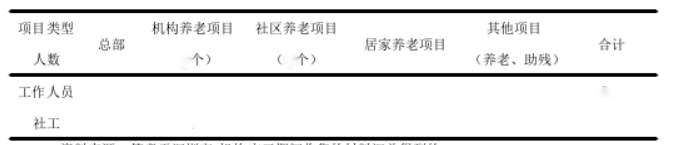 项目类型 总部 机构养老项目 社区养老项目 居家养老项目 其他项目 合计
人数 个） （ 个） （养老、助残）
工作人员
社工